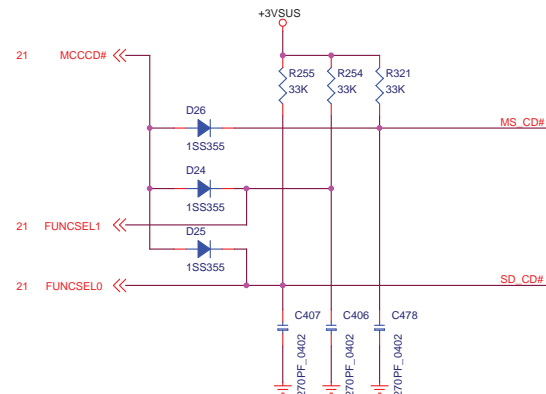 +3VSUS
21 MCCCD#
R255
33K
R254
33K
R321
33K
D26
1SS355
MS_CD#
D24
1SS355
21 FUNCSEL1
D25
1SS355
21 FUNCSEL0
SD_CD#
C407
270PF_0402
C406
270PF_0402
C478
270PF_0402